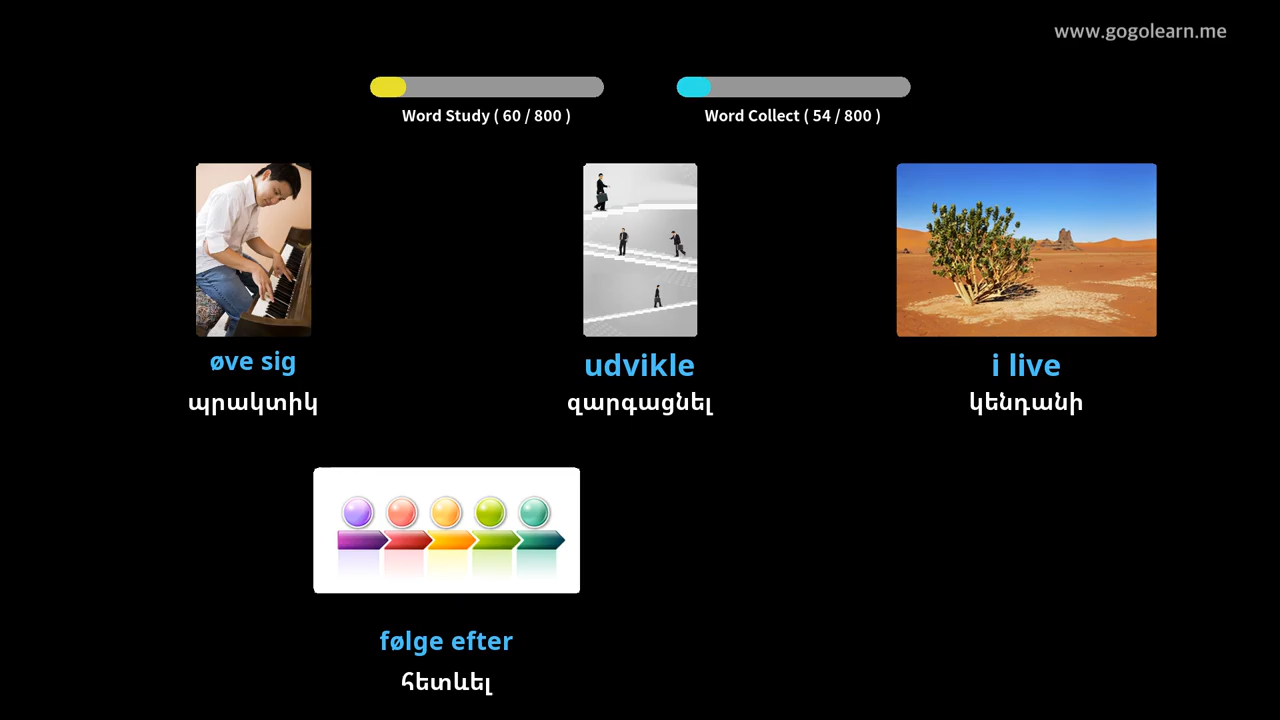 www.gogolearn.me
Word Study ( 60 / 800 )
Word Collect ( 54 / 800 )
øve sig
պրակտիկ
udvikle
զարգացնել
i live
կենդանի
følge efter
հետևել